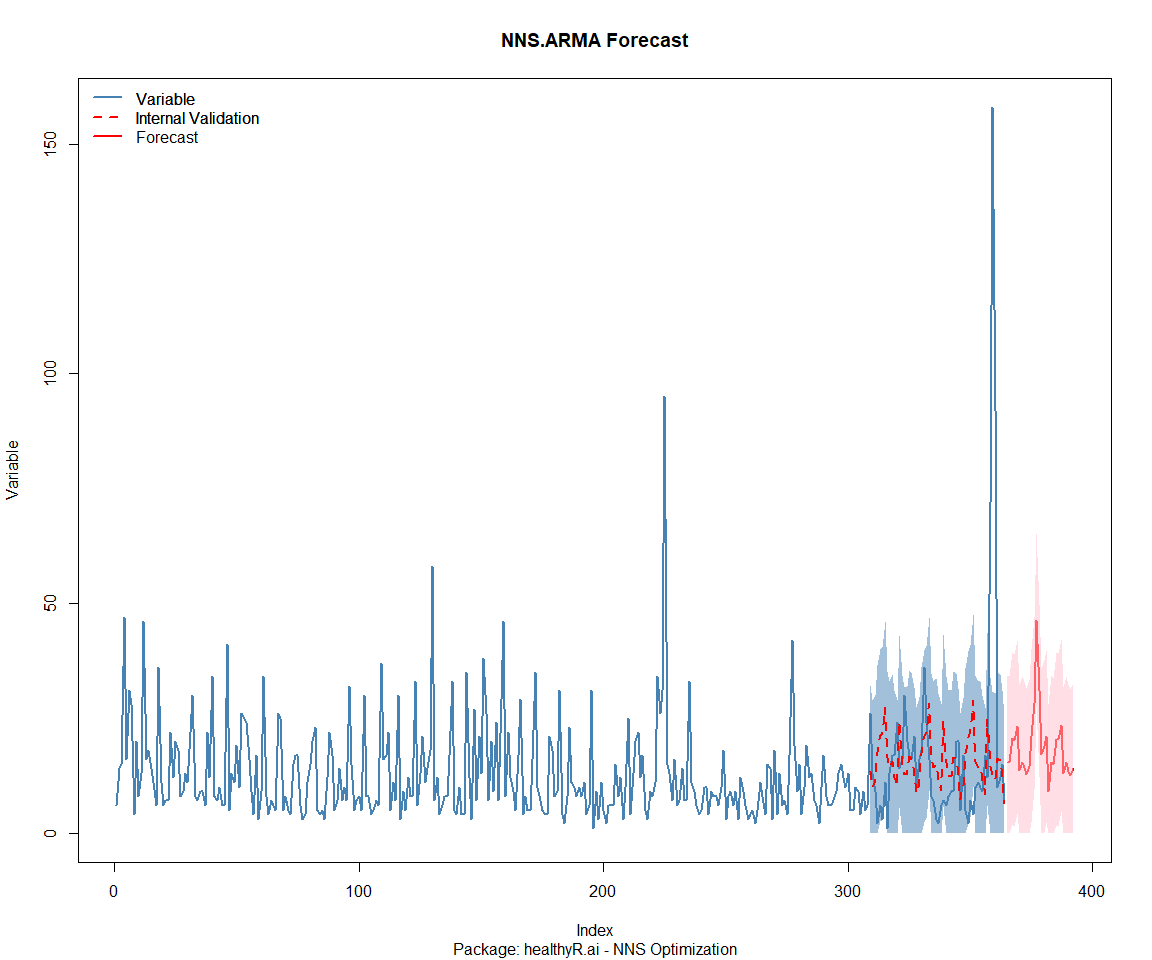 NNS.ARMA Forecast
Variable
Internal Validation
Forecast
Variable
150
100
50
0
0
100
200
300
400
Index
Package: healthyR.ai - NNS Optimization